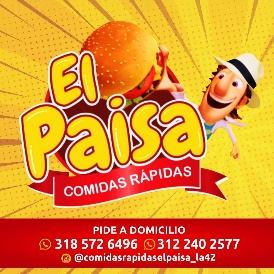 El
Paisa
COMIDAS RÁPIDAS
PIDE A DOMICILIO
318 572 6496 312 240 2577
@comidasrapidaselpaisa_la42